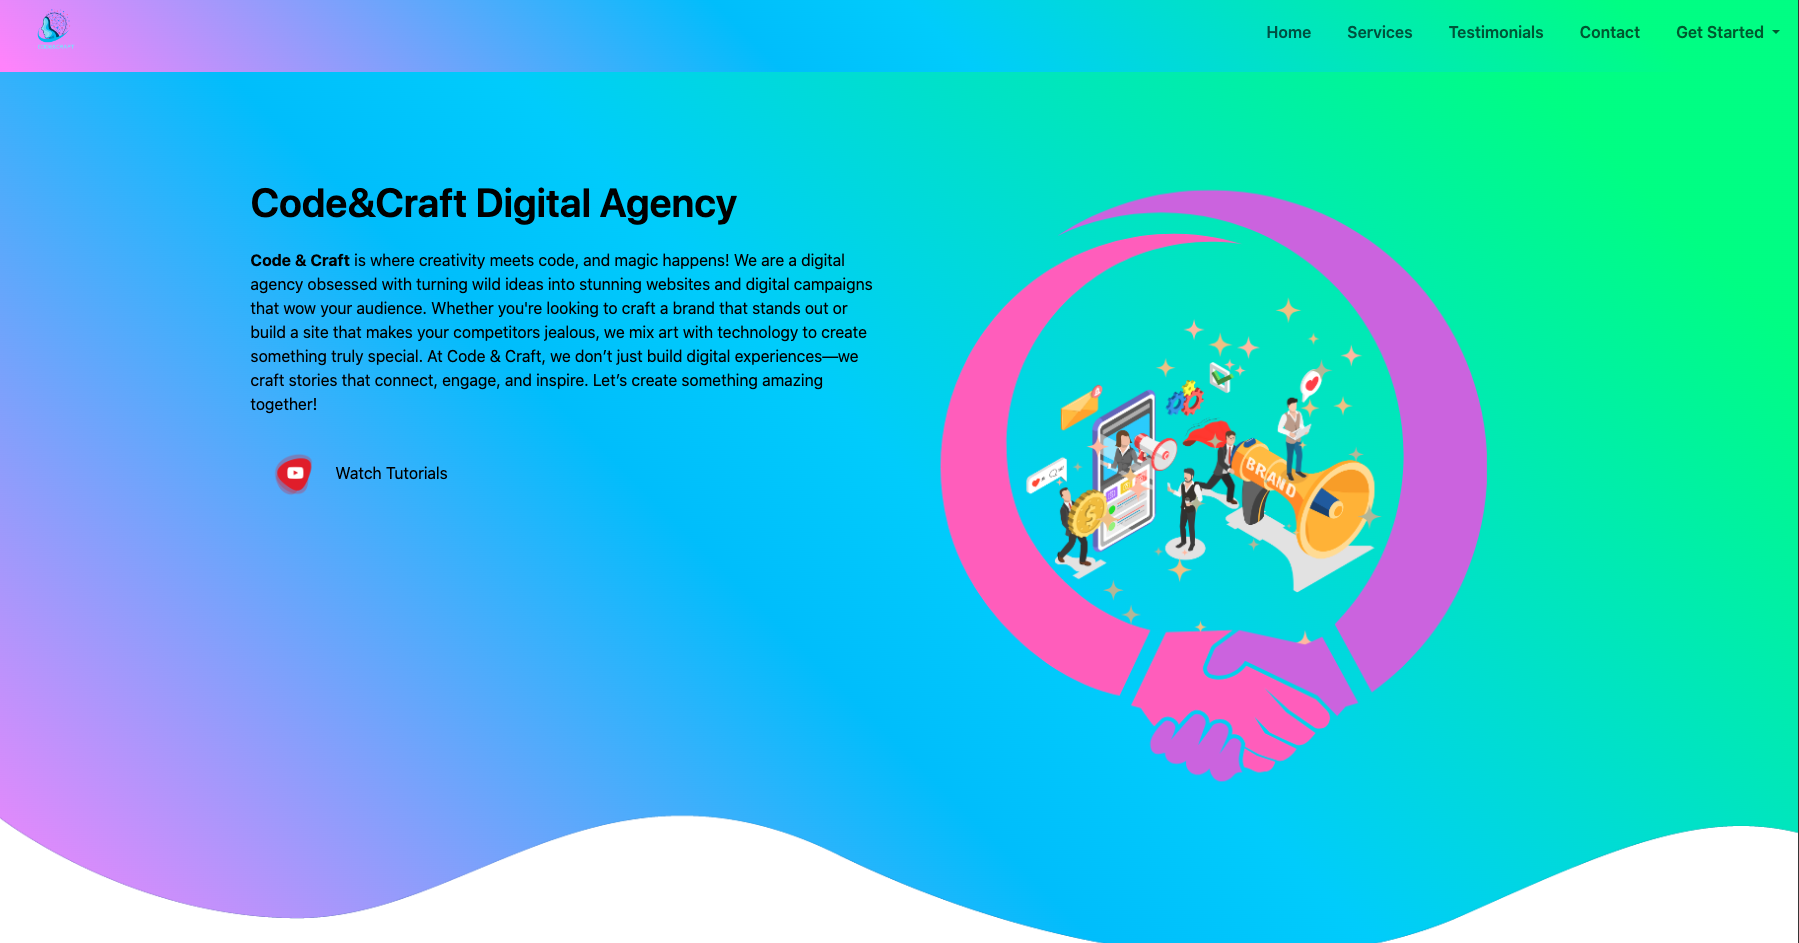 Home Services Testimonials Contact Get Started
Code&Craft Digital Agency
Code & Craft is where creativity meets code, and magic happens! We are a digital
agency obsessed with turning wild ideas into stunning websites and digital campaigns
that wow your audience. Whether you're looking to craft a brand that stands out or
build a site that makes your competitors jealous, we mix art with technology to create
something truly special. At Code & Craft, we don’t just build digital experiences—we
craft stories that connect, engage, and inspire. Let’s create something amazing
together!
Watch Tutorials
BRAND